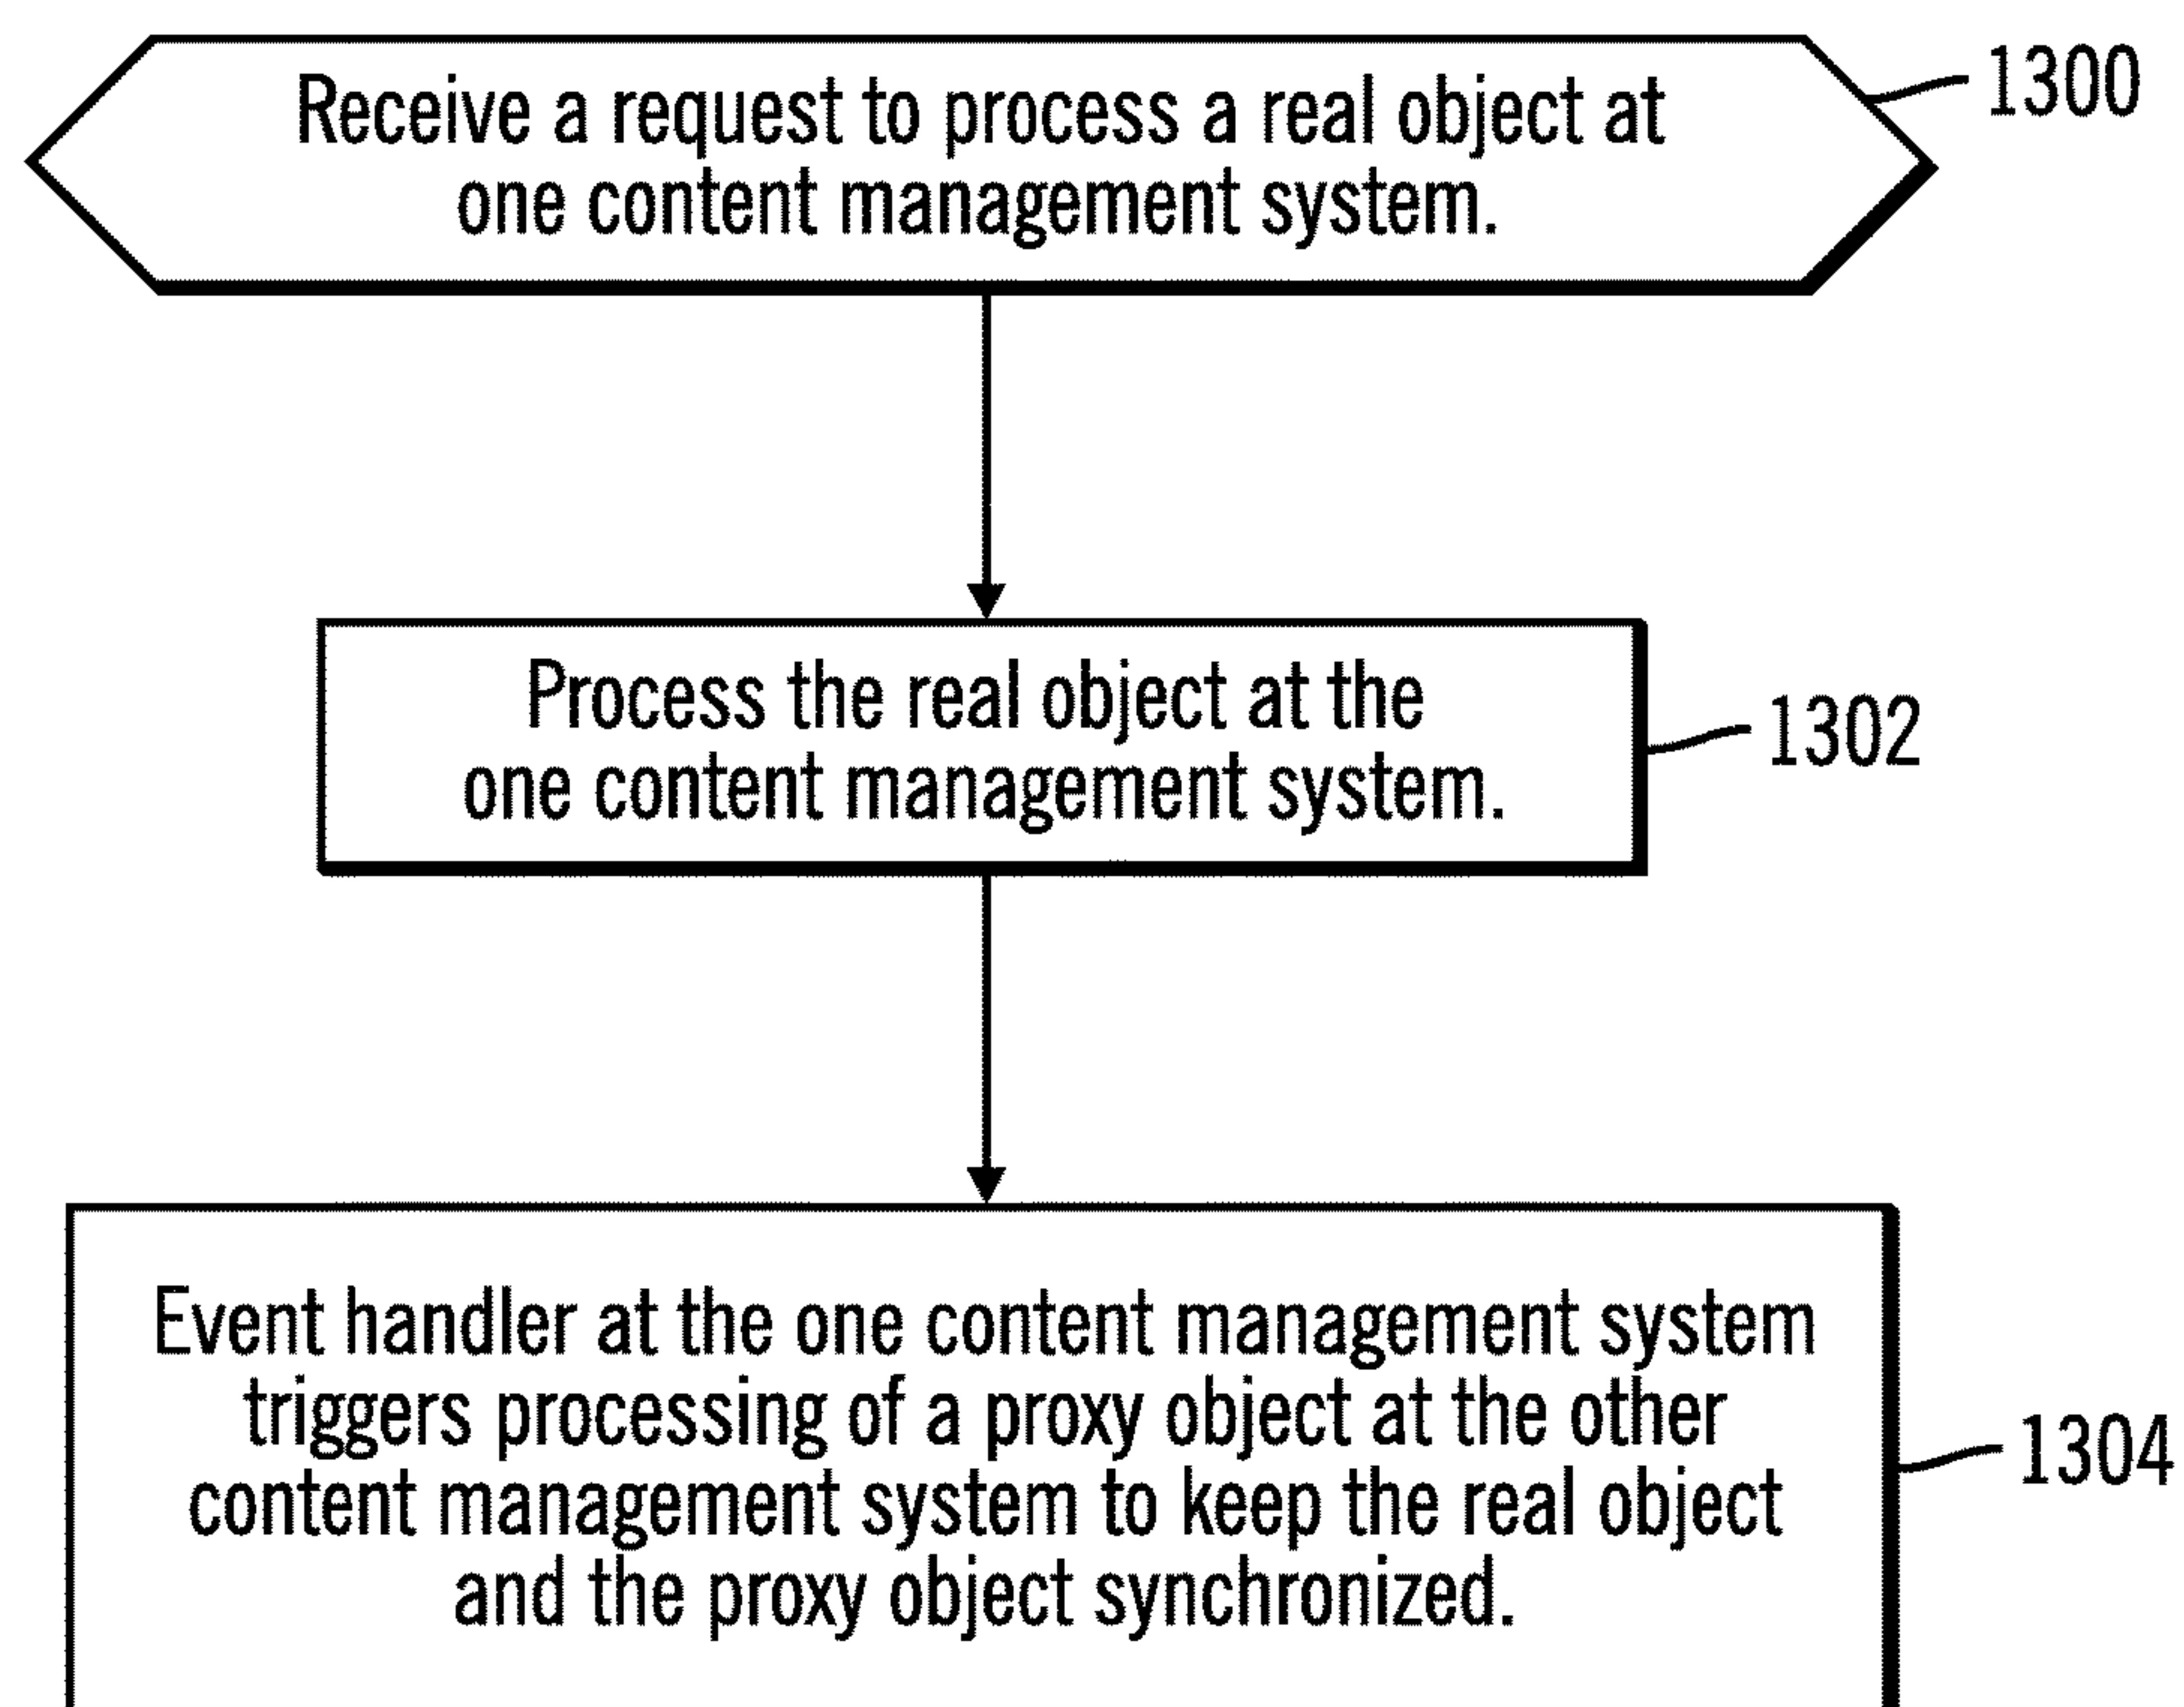 Receive a request to process a real object at
one content management system.
1300
Process the real object at the
one content management system.
1302
Event handler at the one content management system
triggers processing of a proxy object at the other
content management system to keep the real object
and the proxy object synchronized.
1304